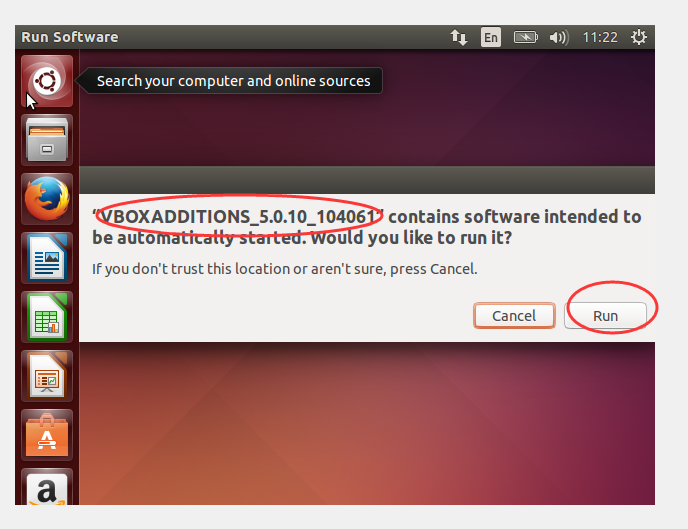 Run Software
En
11:22
Search your computer and online sources
“VBOXADDITIONS_5.0.10_104061” contains software intended to
be automatically started. Would you like to run it?
If you don't trust this location or aren't sure, press Cancel.
Cancel
Run
A
a